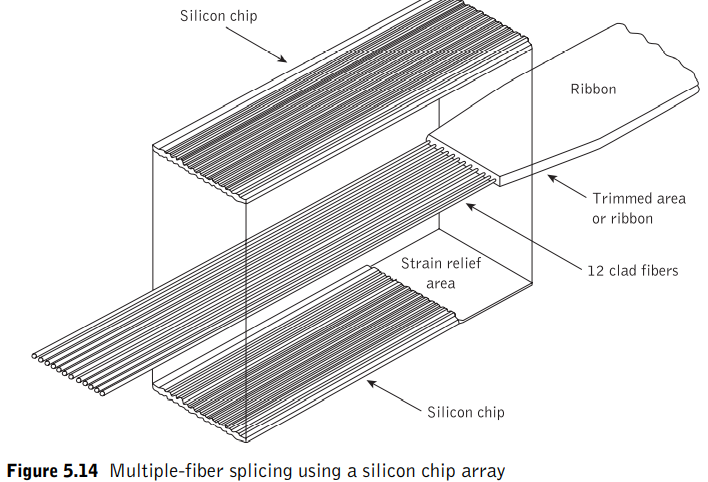 Silicon chip
Ribbon
Trimmed area
or ribbon
12 clad fibers
Strain relief
area
Silicon chip
Figure 5.14 Multiple-fiber splicing using a silicon chip array